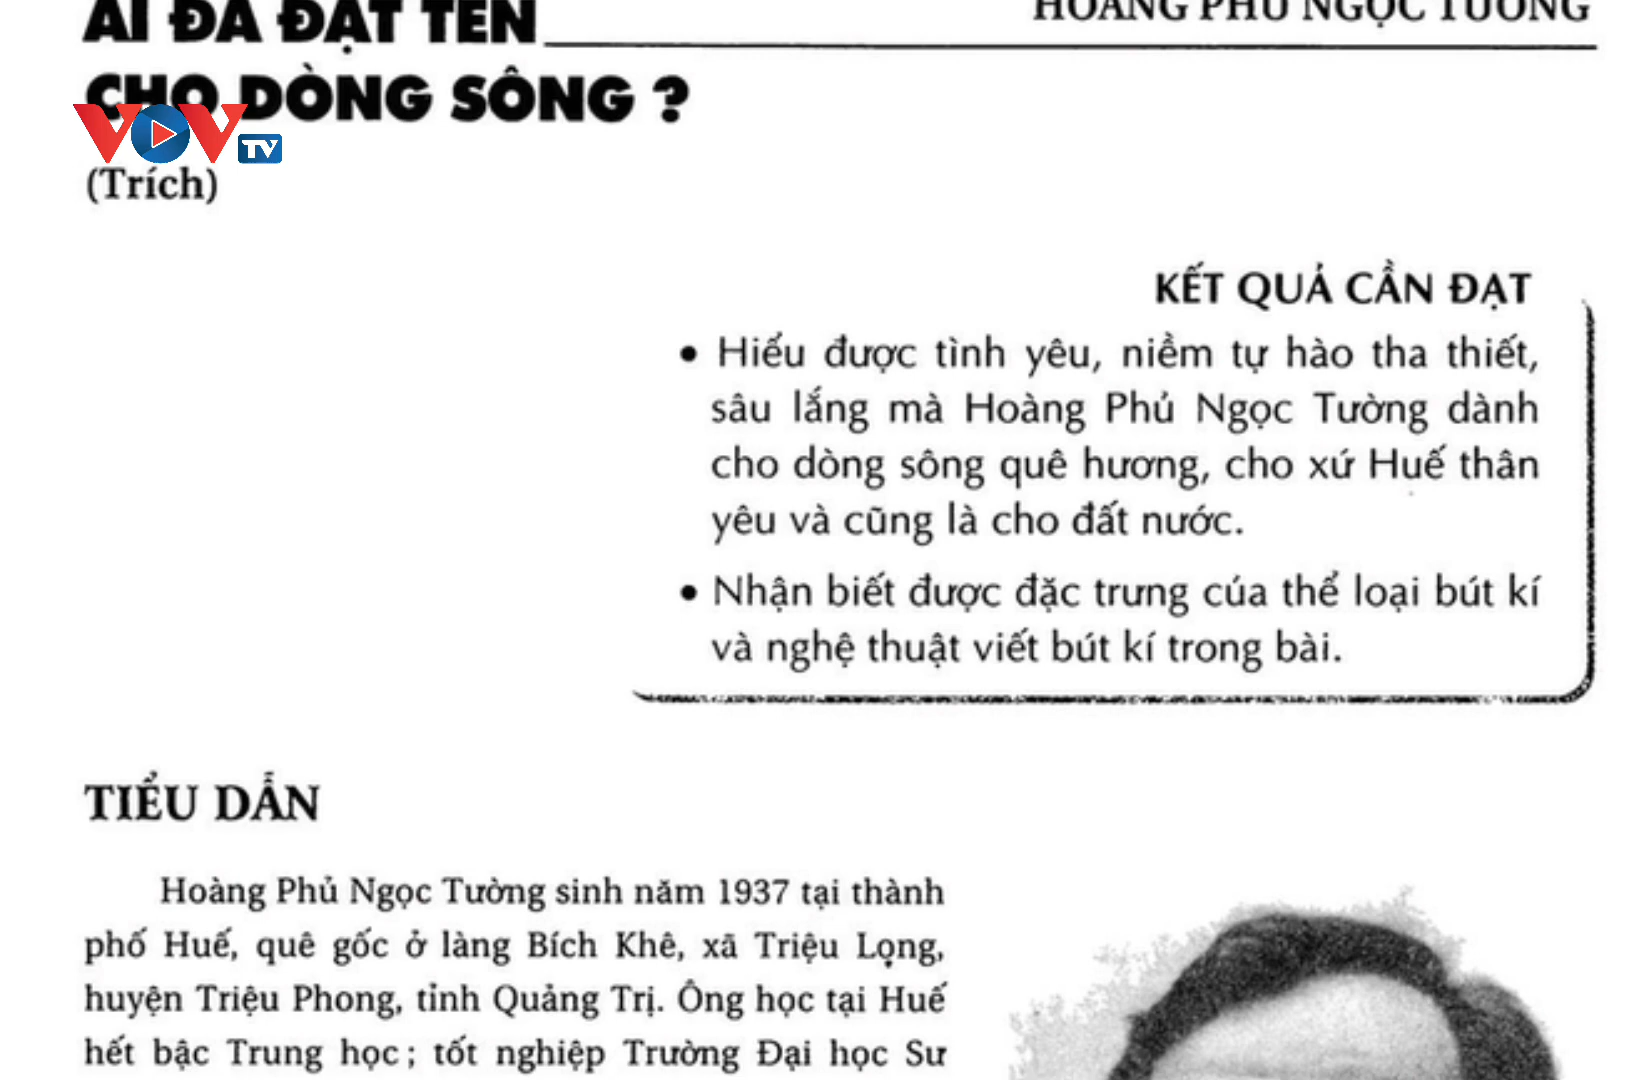 AI ĐÃ ĐẶT TÊN
HOÀNG PHỦ NGỌC TƯỜNG
CHO DÒNG SÔNG ?
VOV TV
(Trích)
KẾT QUẢ CẦN ĐẠT
• Hiểu được tình yêu, niềm tự hào tha thiết,
sâu lắng mà Hoàng Phủ Ngọc Tường dành
cho dòng sông quê hương, cho xứ Huế thân
yêu và cũng là cho đất nước.
• Nhận biết được đặc trưng của thể loại bút kí
và nghệ thuật viết bút kí trong bài.
TIỂU DẪN
Hoàng Phủ Ngọc Tường sinh năm 1937 tại thành
phố Huế, quê gốc ở làng Bích Khê, xã Triệu Lọng,
huyện Triệu Phong, tỉnh Quảng Trị. Ông học tại Huế
hết bậc Trung học ; tốt nghiệp Trường Đại học Sư